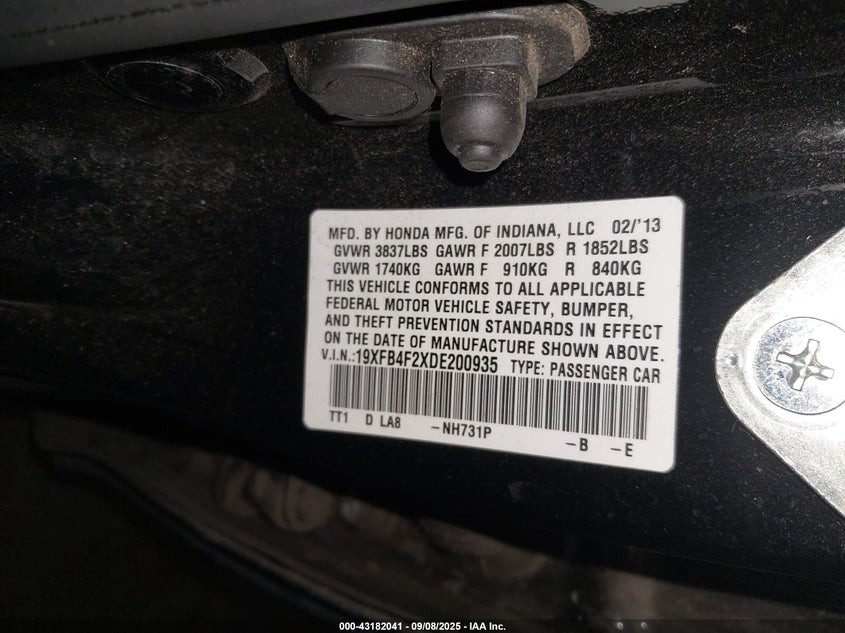 MFD. BY HONDA MFG. OF INDIANA, LLC 02/'13
GVWR 3837LBS GAWR F 2007LBS R 1852LBS
GVWR 1740KG GAWR F 910KG R 840KG
THIS VEHICLE CONFORMS TO ALL APPLICABLE
FEDERAL MOTOR VEHICLE SAFETY, BUMPER,
AND THEFT PREVENTION STANDARDS IN EFFECT
ON THE DATE OF MANUFACTURE SHOWN ABOVE.
V.I.N.:19XFB4F2XDE200935 TYPE: PASSENGER CAR
TT1 D LA8 -NH731P -B -E
000-43182041 - 09/08/2025 - IAA Inc.